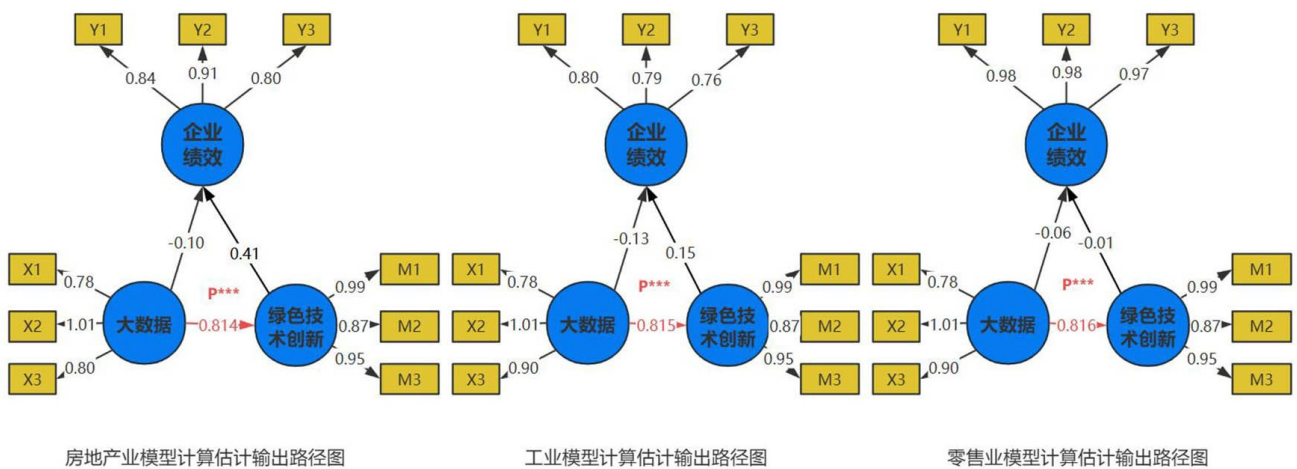 Y1 Y2 Y3
0.84 0.91 0.80
企业
绩效
-0.10 0.41
X1 0.78 P*** 0.99 M1
X2 1.01 大数据 0.814 绿色技
术创新 0.87 M2
X3 0.80 0.95 M3
房地产业模型计算估计输出路径图
Y1 Y2 Y3
0.80 0.79 0.76
企业
绩效
-0.13 0.15
X1 0.78 P*** 0.99 M1
X2 1.01 大数据 0.815 绿色技
术创新 0.87 M2
X3 0.90 0.95 M3
工业模型计算估计输出路径图
Y1 Y2 Y3
0.98 0.98 0.97
企业
绩效
-0.06 -0.01
X1 0.78 P*** 0.99 M1
X2 1.01 大数据 0.816 绿色技
术创新 0.87 M2
X3 0.90 0.95 M3
零售业模型计算估计输出路径图